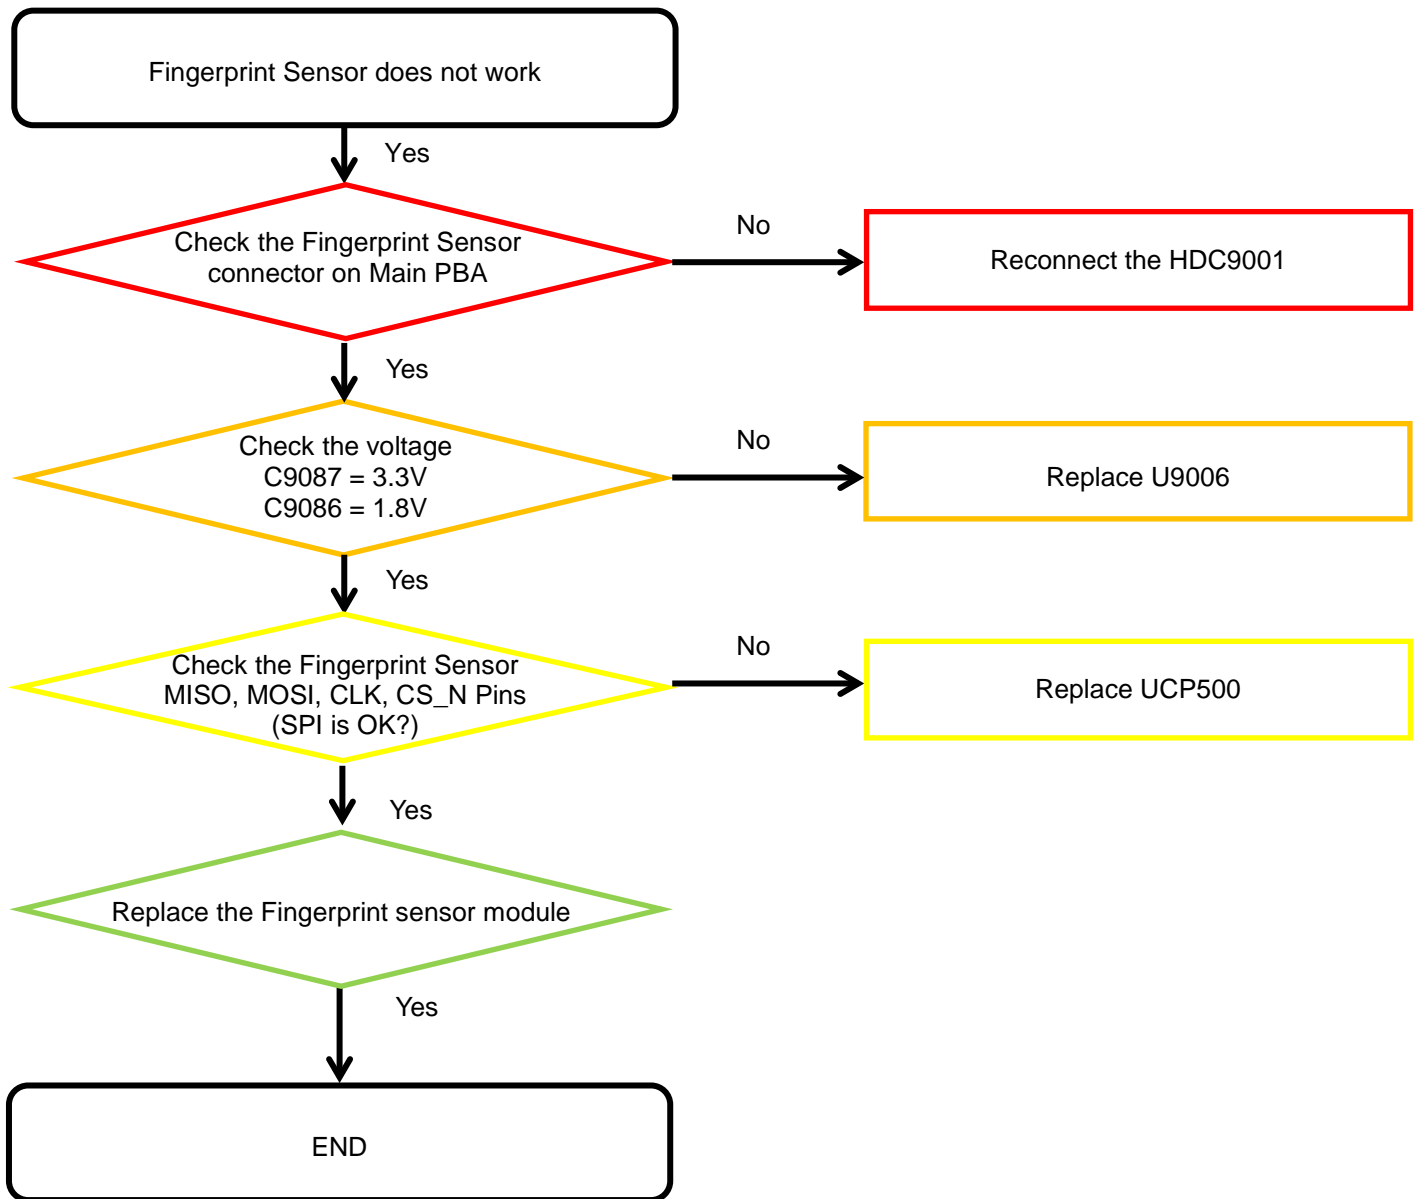 Fingerprint Sensor does not work
Yes
Check the Fingerprint Sensor
connector on Main PBA
No
Reconnect the HDC9001
Yes
Check the voltage
C9087 = 3.3V
C9086 = 1.8V
No
Replace U9006
Yes
Check the Fingerprint Sensor
MISO, MOSI, CLK, CS_N Pins
(SPI is OK?)
No
Replace UCP500
Yes
Replace the Fingerprint sensor module
Yes
END